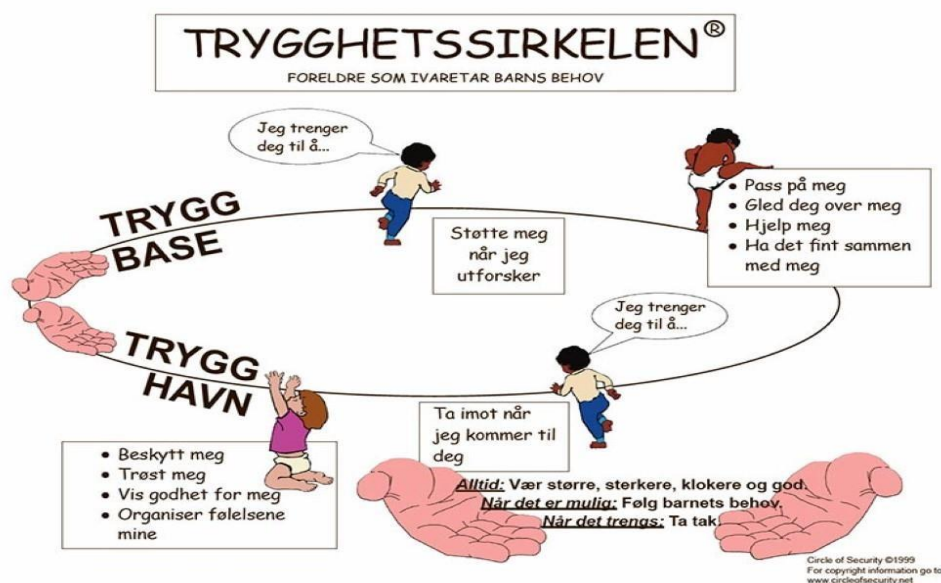 TRYGGHETSSIRKELEN®
FORELDRE SOM IVARETAR BARNS BEHOV
Jeg trenger
deg til å...
TRYGG
BASE
Støtte meg
når jeg
utforsker
• Pass på meg
• Gled deg over meg
• Hjelp meg
• Ha det fint sammen
med meg
Jeg trenger
deg til å...
TRYGG
HAVN
Ta imot når
jeg kommer til
deg
• Beskytt meg
• Trøst meg
• Vis godhet for meg
• Organiser følelsene
mine
Alltid: Vær større, sterkere, klokere og god.
Når det er mulig: Følg barnets behov.
Når det trengs: Ta tak.
Circle of Security ©1999
For copyright information go to
www.circleofsecurity.net